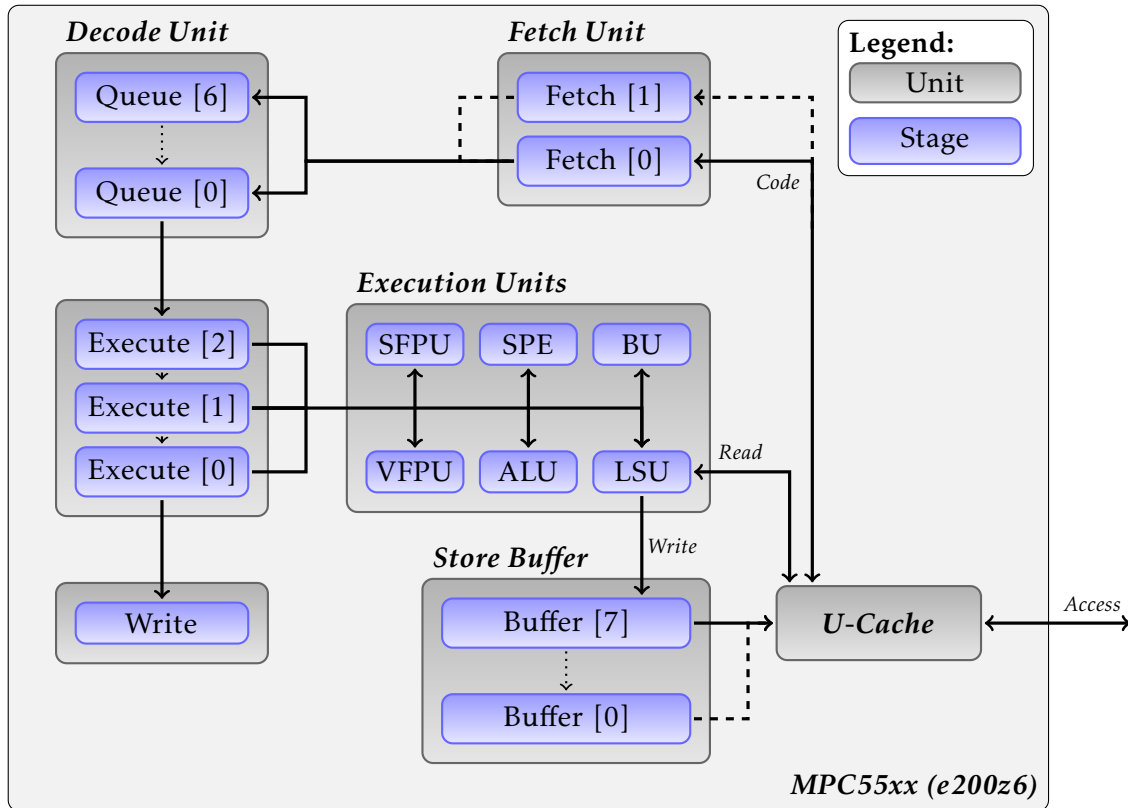 Decode Unit
Fetch Unit
Legend:
Unit
Stage
Queue [6]
Queue [0]
Fetch [1]
Fetch [0]
Code
Execution Units
Execute [2]
Execute [1]
Execute [0]
SFPU
SPE
BU
VFPU
ALU
LSU
Read
Write
Store Buffer
Write
Buffer [7]
Buffer [0]
U-Cache
Access
MPC55xx (e200z6)